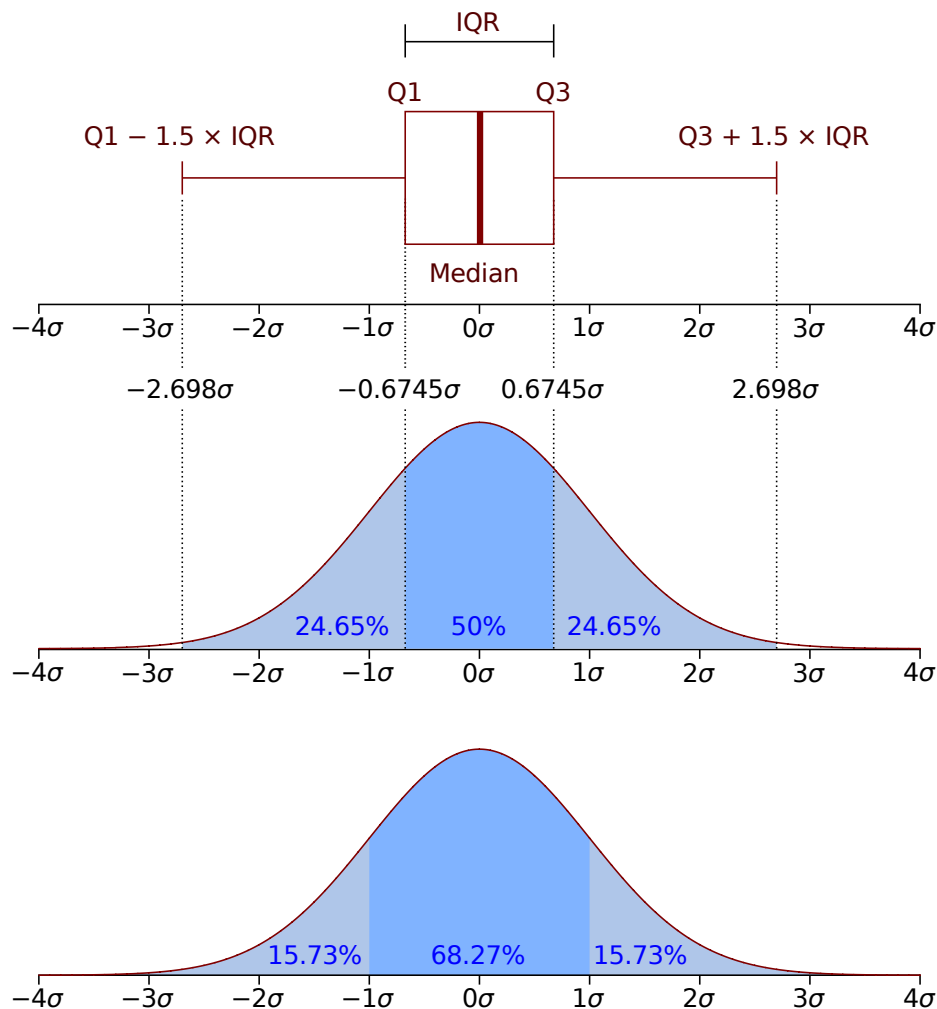 IQR
Q1 Q3
Q1 − 1.5 × IQR Q3 + 1.5 × IQR
Median
−4σ −3σ −2σ −1σ 0σ 1σ 2σ 3σ 4σ
−2.698σ −0.6745σ 0.6745σ 2.698σ
24.65% 50% 24.65%
−4σ −3σ −2σ −1σ 0σ 1σ 2σ 3σ 4σ
15.73% 68.27% 15.73%
−4σ −3σ −2σ −1σ 0σ 1σ 2σ 3σ 4σ